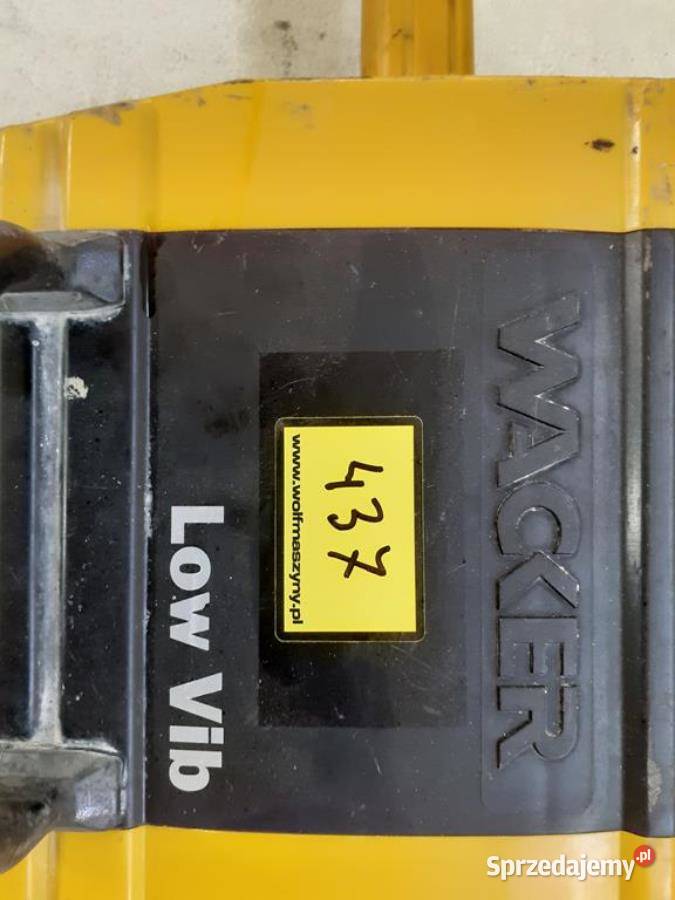 WACKER
437
www.wolfmaszyny.pl
Low Vib
Sprzedajemy.pl